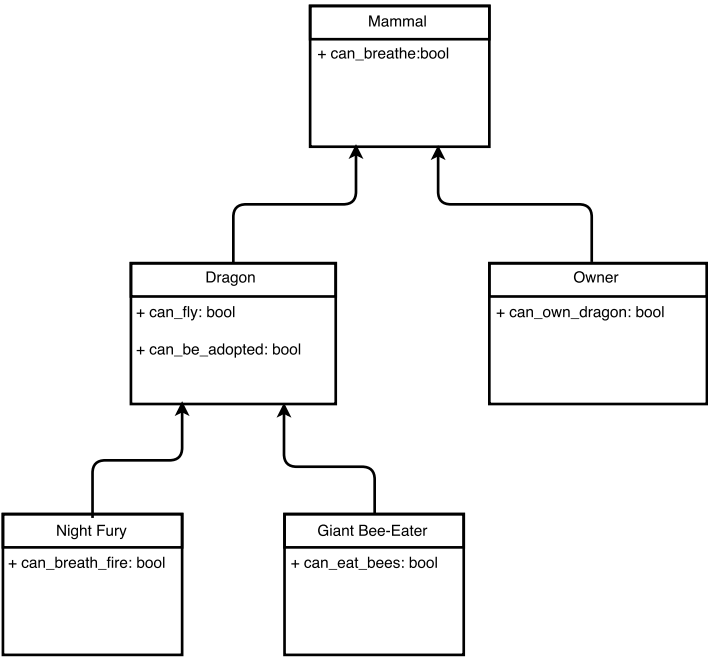 Mammal
+ can_breathe:bool
Dragon
+ can_fly: bool
+ can_be_adopted: bool
Owner
+ can_own_dragon: bool
Night Fury
+ can_breath_fire: bool
Giant Bee-Eater
+ can_eat_bees: bool